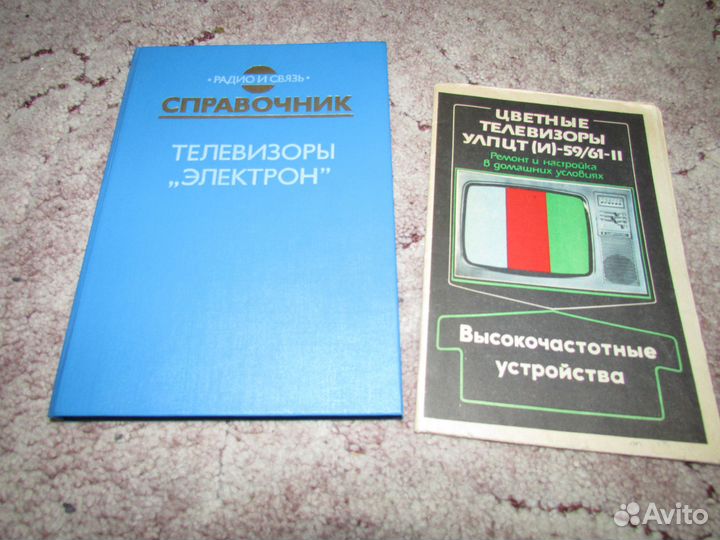 • РАДИО И СВЯЗЬ •
СПРАВОЧНИК
ТЕЛЕВИЗОРЫ
„ЭЛЕКТРОН”
ЦВЕТНЫЕ
ТЕЛЕВИЗОРЫ
УЛПЦТ (И)-59/61-II
Ремонт и настройка
в домашних условиях
Высокочастотные
устройства
Avito